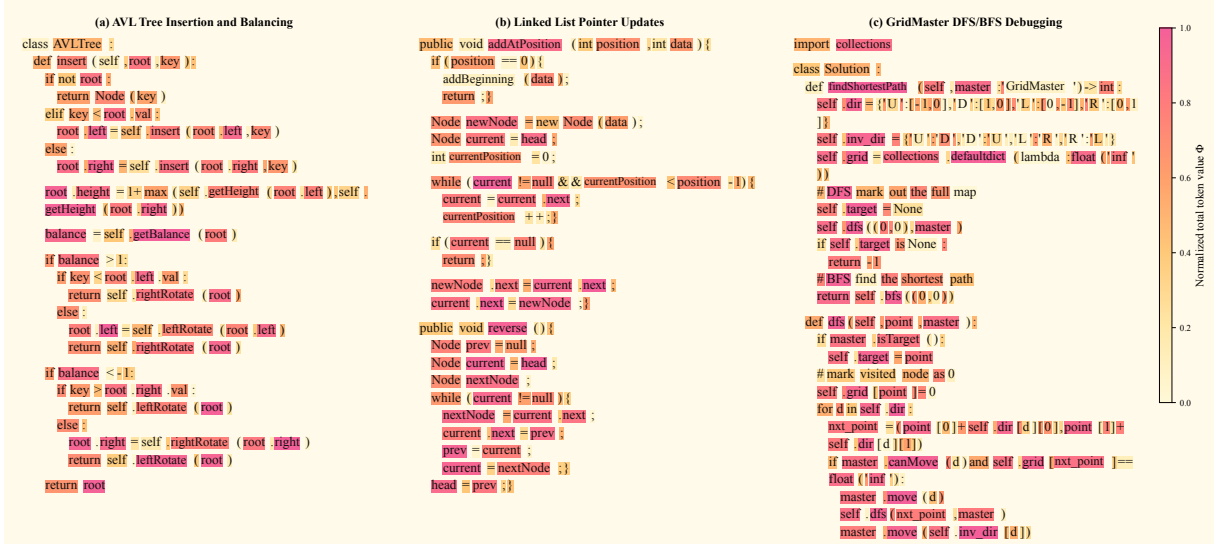 (a) AVL Tree Insertion and Balancing
class AVLTree :
def insert ( self , root , key ):
if not root :
return Node ( key )
elif key < root . val :
root . left = self . insert ( root . left , key )
else :
root . right = self . insert ( root . right , key )
root . height = 1 + max ( self . getHeight ( root . left ), self .
getHeight ( root . right ))
balance = self . getBalance ( root )
if balance > 1:
if key < root . left . val :
return self . rightRotate ( root )
else :
root . left = self . leftRotate ( root . left )
return self . rightRotate ( root )
if balance < -1:
if key > root . right . val :
return self . leftRotate ( root )
else :
root . right = self . rightRotate ( root . right )
return self . leftRotate ( root )
return root
(b) Linked List Pointer Updates
public void addAtPosition ( int position , int data ) {
if ( position == 0) {
addBeginning ( data ) ;
return ; }
Node newNode = new Node ( data ) ;
Node current = head ;
int currentPosition = 0 ;
while ( current != null && currentPosition < position - 1) {
current = current . next ;
currentPosition ++ ; }
if ( current == null ) {
return ; }
newNode . next = current . next ;
current . next = newNode ; }
public void reverse () {
Node prev = null ;
Node current = head ;
Node nextNode ;
while ( current != null ) {
nextNode = current . next ;
current . next = prev ;
prev = current ;
current = nextNode ; }
head = prev ; }
(c) GridMaster DFS/BFS Debugging
import collections
class Solution :
def findShortestPath ( self , master :' GridMaster ')-> int :
self . dir = {' U ':[ -1,0],' D ':[ 1,0],' L ':[ 0, -1],' R ':[ 0, 1
]}
self . inv_dir = {' U ':' D ',' D ':' U ',' L ':' R ',' R ':' L '}
self . grid = collections . defaultdict ( lambda : float (' inf '
))
# DFS mark out the full map
self . target = None
self . dfs (( 0, 0), master )
if self . target is None :
return - 1
# BFS find the shortest path
return self . bfs (( 0, 0))
def dfs ( self , point , master ):
if master . isTarget ( ):
self . target = point
# mark visited node as 0
self . grid [ point ]= 0
for d in self . dir :
nxt_point = ( point [ 0] + self . dir [ d ][ 0], point [ 1] +
self . dir [ d ][ 1])
if master . canMove ( d ) and self . grid [ nxt_point ]==
float (' inf '):
master . move ( d )
self . dfs ( nxt_point , master )
master . move ( self . inv_dir [ d ])
1.0
0.8
0.6
0.4
0.2
0.0
Normalized total token value Φ